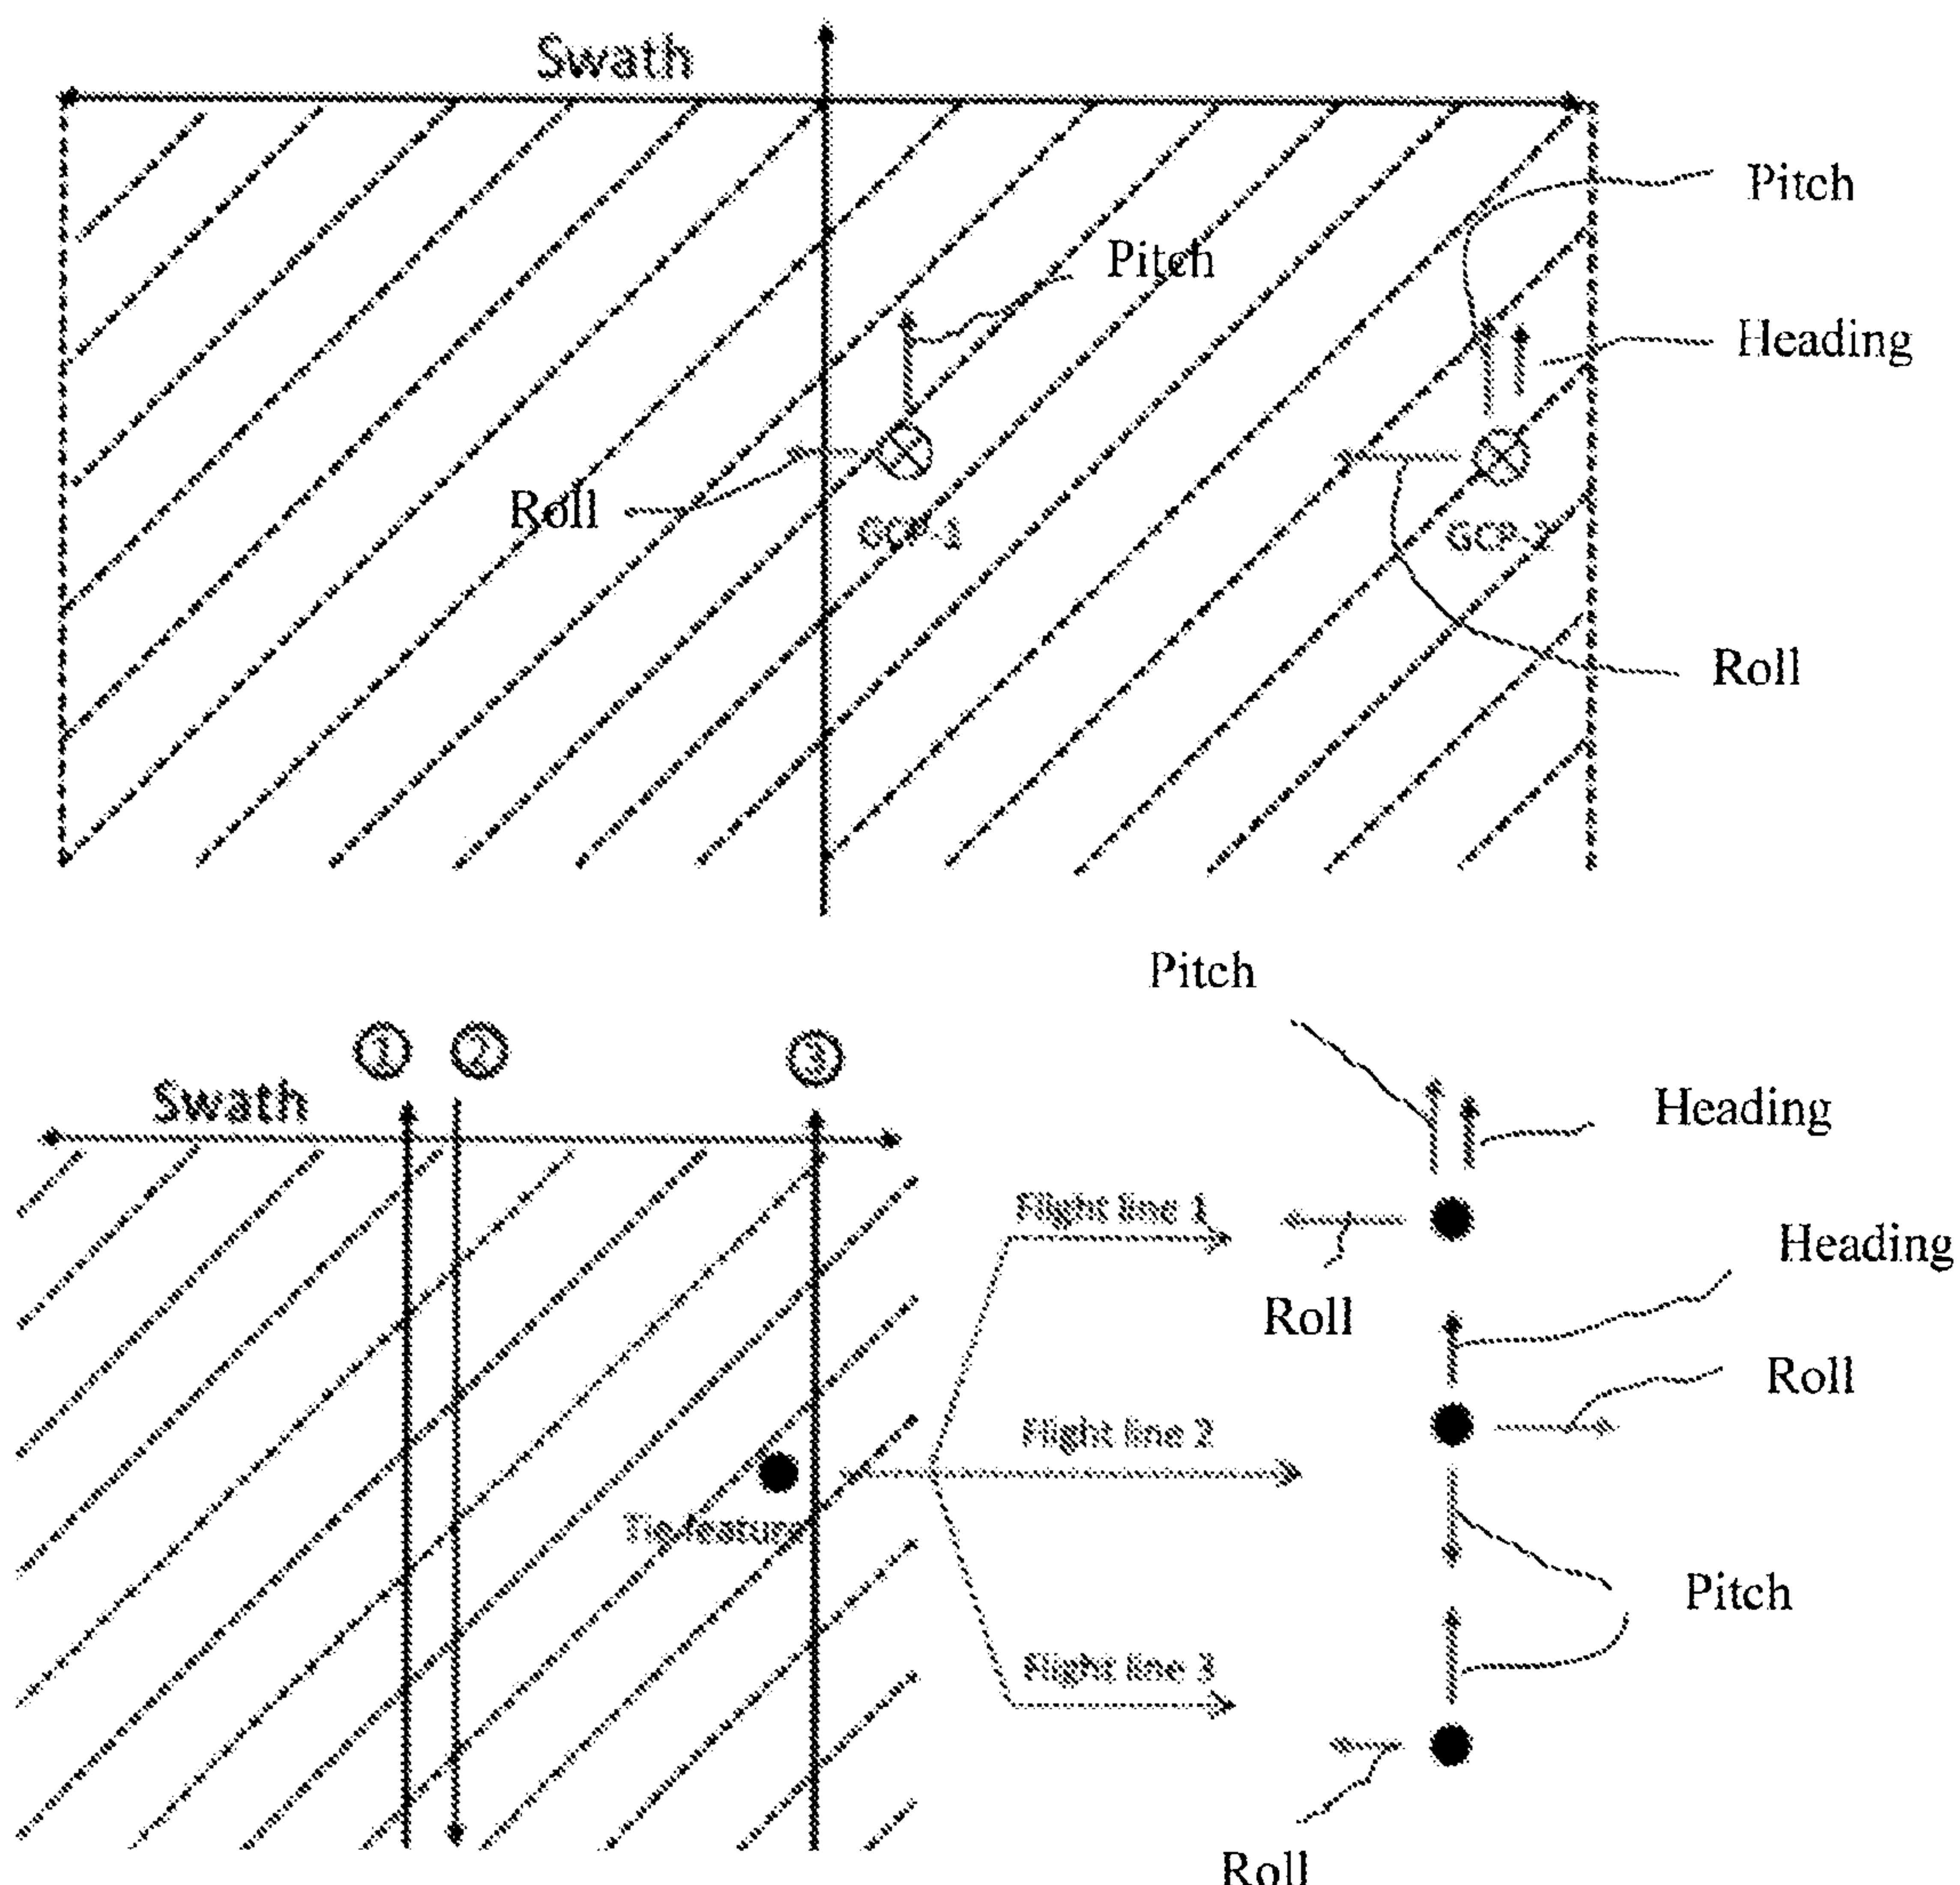 Swath
Pitch
Pitch
Heading
Roll
GCP-1
GCP-2
Roll
Pitch
1
2
3
Swath
Heading
Flight line 1
Heading
Roll
Roll
Flight line 2
Tie feature
Pitch
Flight line 3
Roll